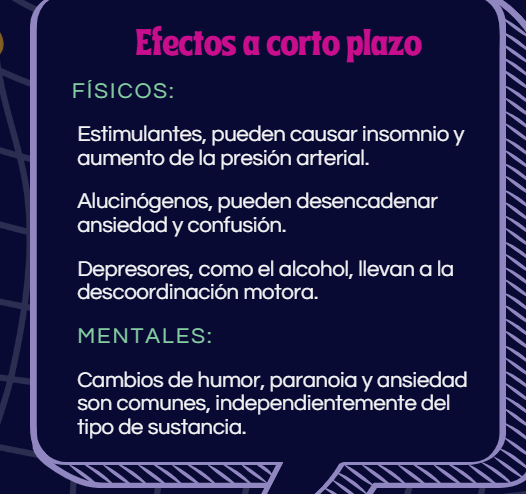 Efectos a corto plazo
FÍSICOS:
Estimulantes, pueden causar insomnio y
aumento de la presión arterial.
Alucinógenos, pueden desencadenar
ansiedad y confusión.
Depresores, como el alcohol, llevan a la
descoordinación motora.
MENTALES:
Cambios de humor, paranoia y ansiedad
son comunes, independientemente del
tipo de sustancia.